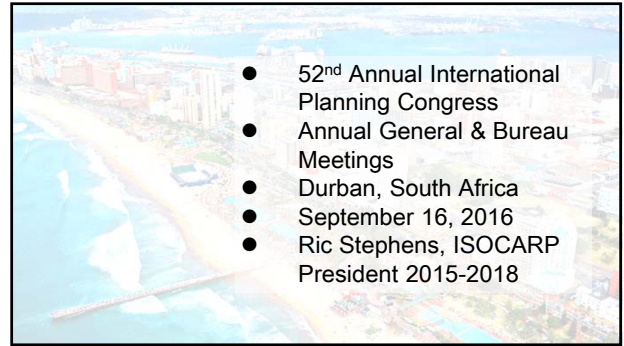 ● 52nd Annual International
Planning Congress
● Annual General & Bureau
Meetings
● Durban, South Africa
● September 16, 2016
● Ric Stephens, ISOCARP
President 2015-2018